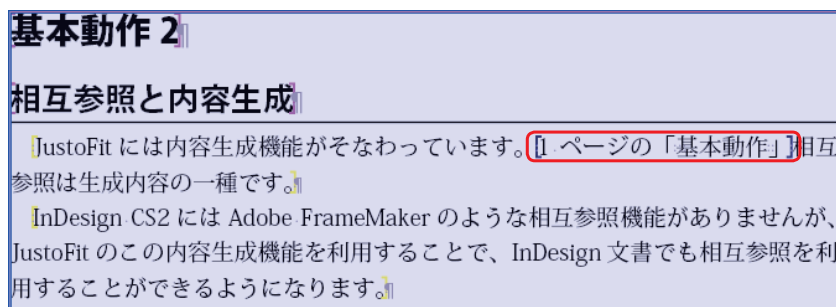 基本動作 2
相互参照と内容生成
JustoFit には内容生成機能がそなわっています。1 ページの「基本動作」相互
参照は生成内容の一種です。
InDesign CS2 には Adobe FrameMaker のような相互参照機能がありませんが、
JustoFit のこの内容生成機能を利用することで、InDesign 文書でも相互参照を利
用することができるようになります。